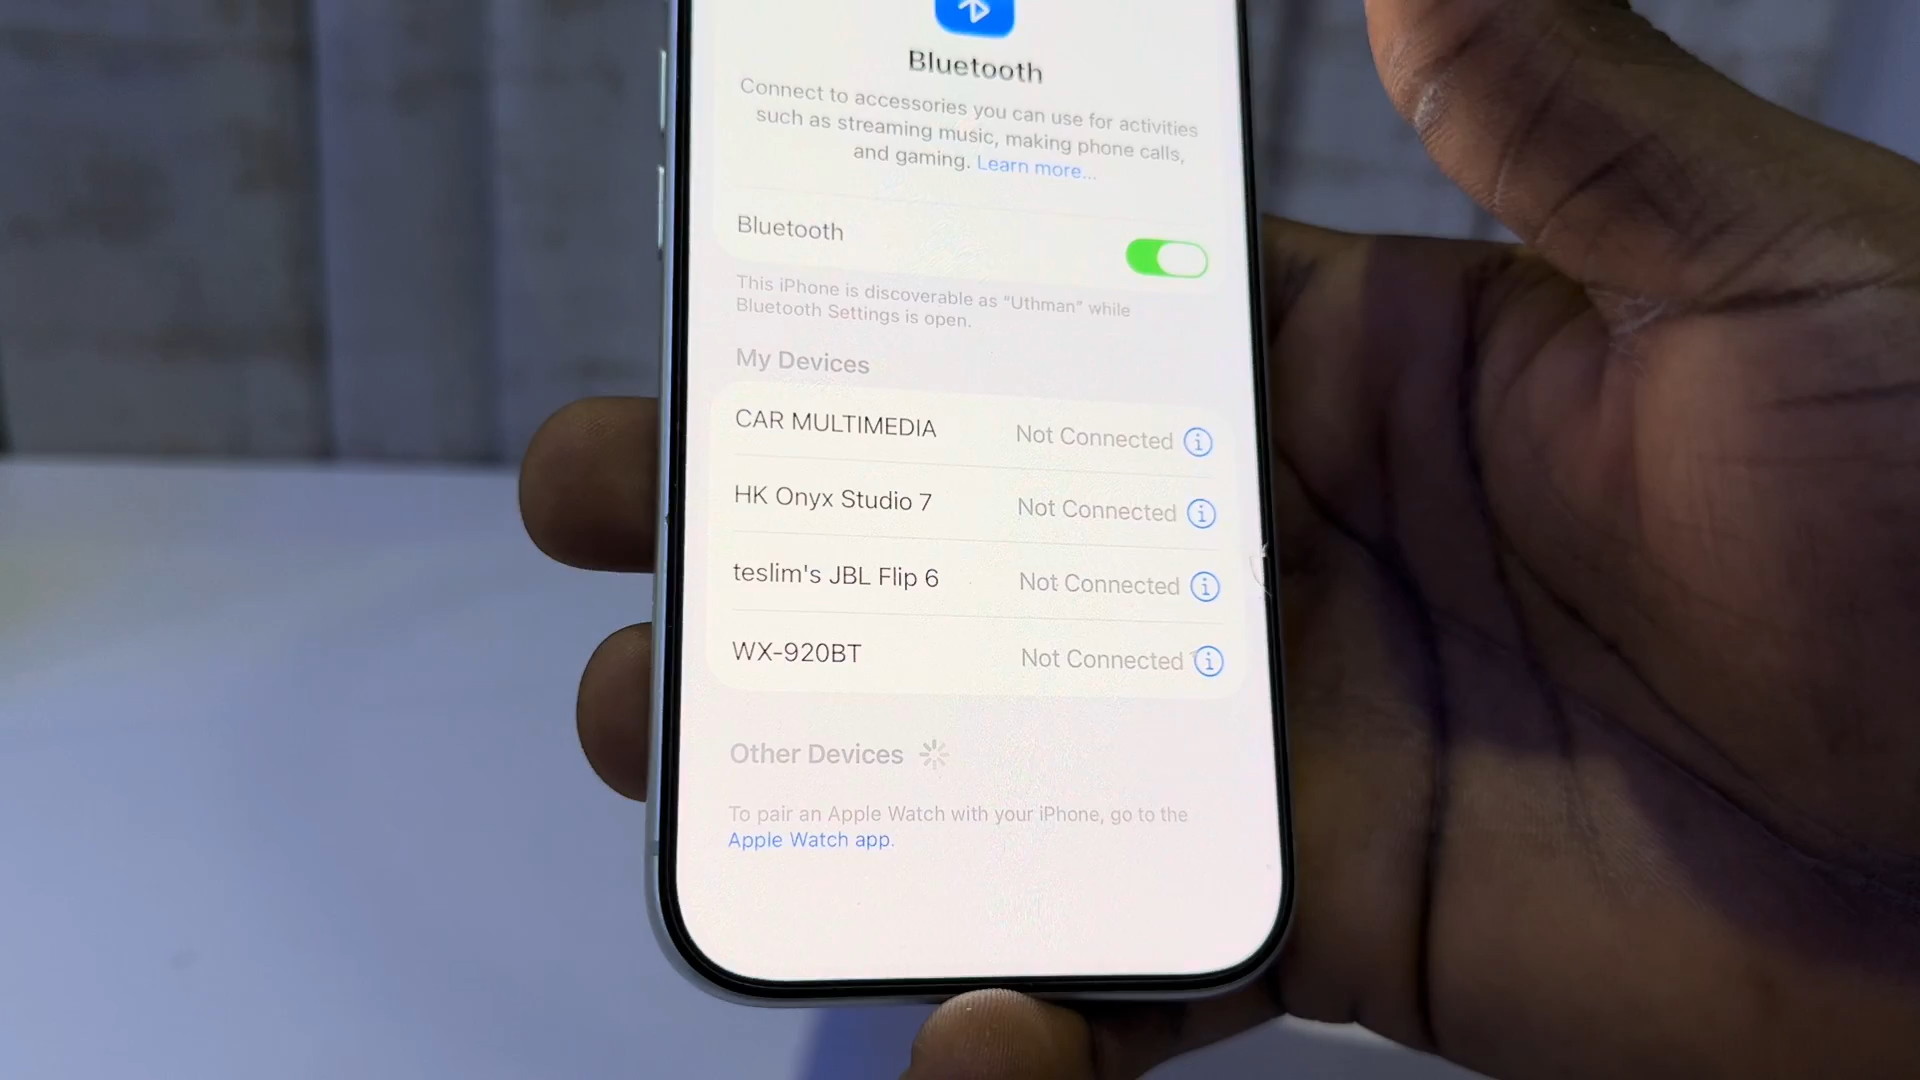 Bluetooth
Connect to accessories you can use for activities
such as streaming music, making phone calls,
and gaming. Learn more...
Bluetooth
This iPhone is discoverable as “Uthman” while
Bluetooth Settings is open.
My Devices
CAR MULTIMEDIA Not Connected
HK Onyx Studio 7 Not Connected
teslim's JBL Flip 6 Not Connected
WX-920BT Not Connected
Other Devices
To pair an Apple Watch with your iPhone, go to the
Apple Watch app.